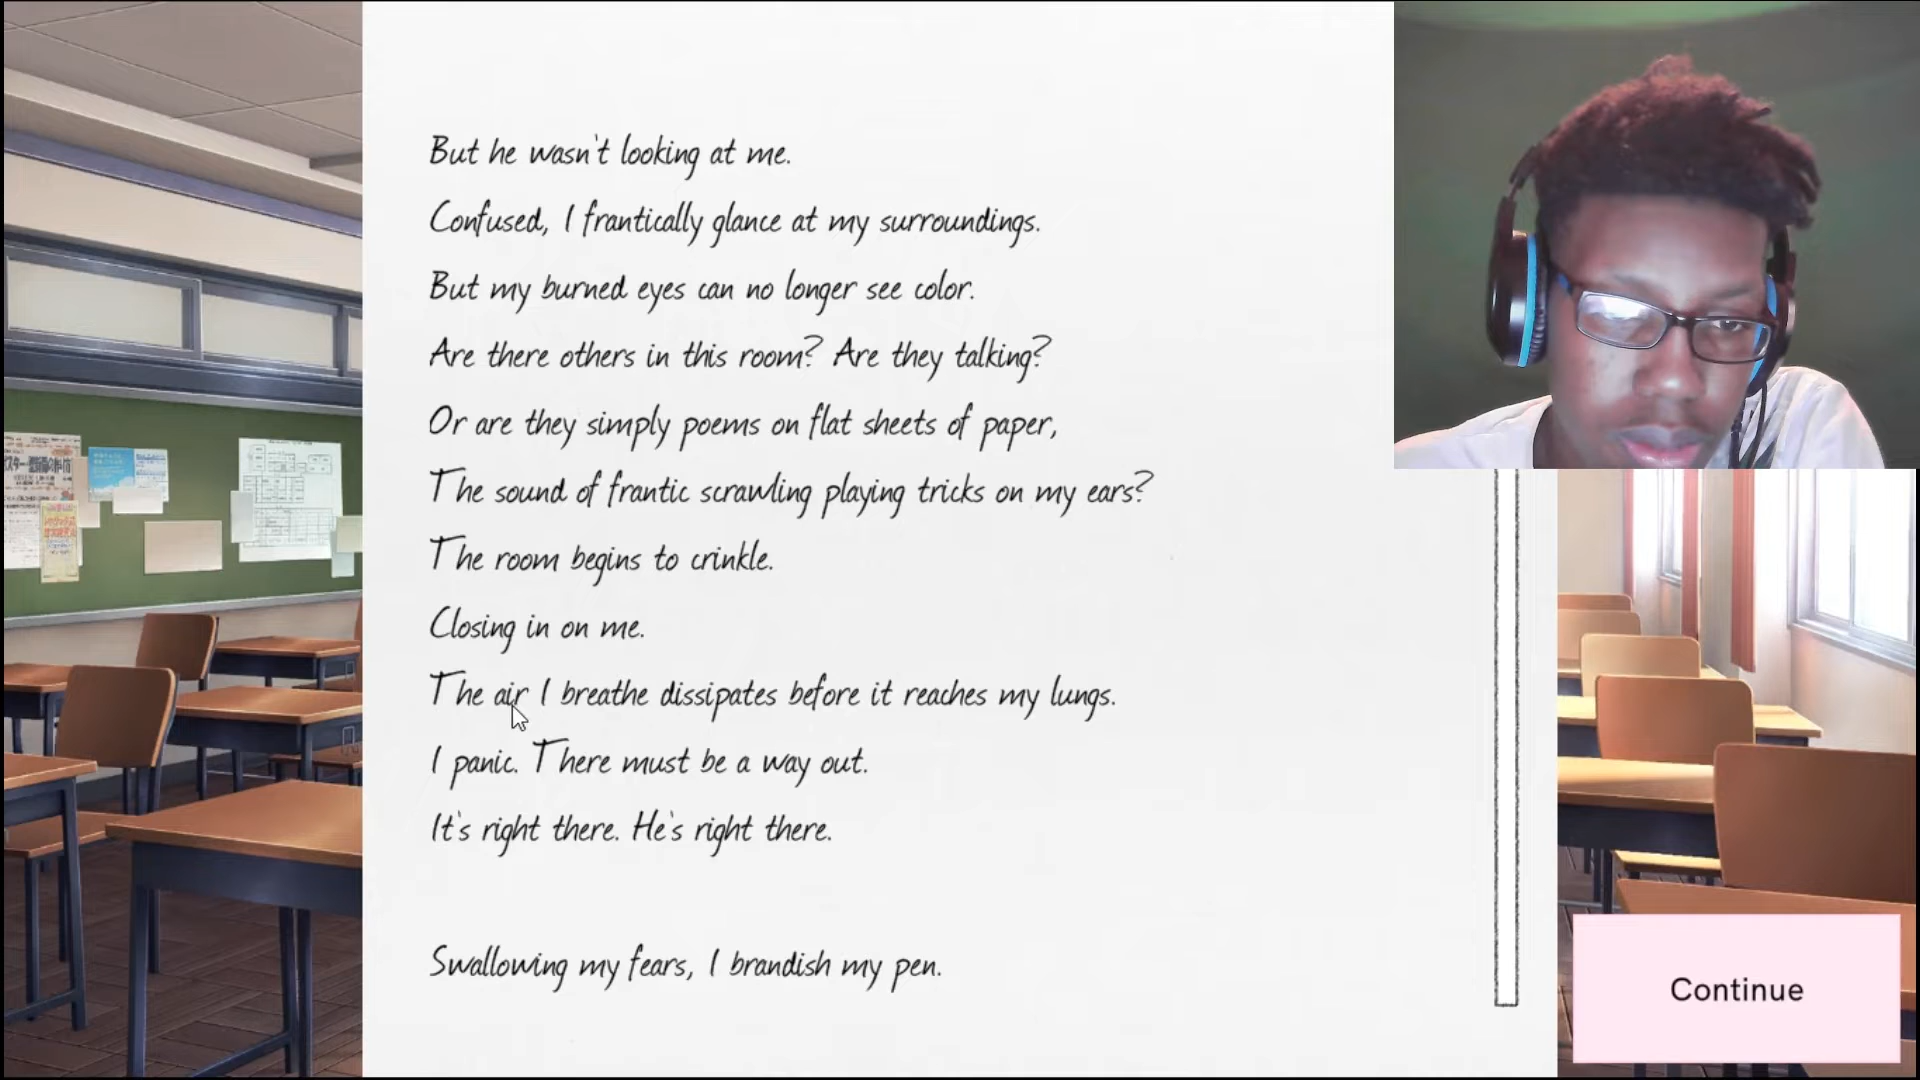 But he wasn't looking at me.
Confused, I frantically glance at my surroundings.
But my burned eyes can no longer see color.
Are there others in this room? Are they talking?
Or are they simply poems on flat sheets of paper,
The sound of frantic scrawling playing tricks on my ears?
The room begins to crinkle.
Closing in on me.
The air I breathe dissipates before it reaches my lungs.
I panic. There must be a way out.
It's right there. He's right there.
Swallowing my fears, I brandish my pen.
Continue